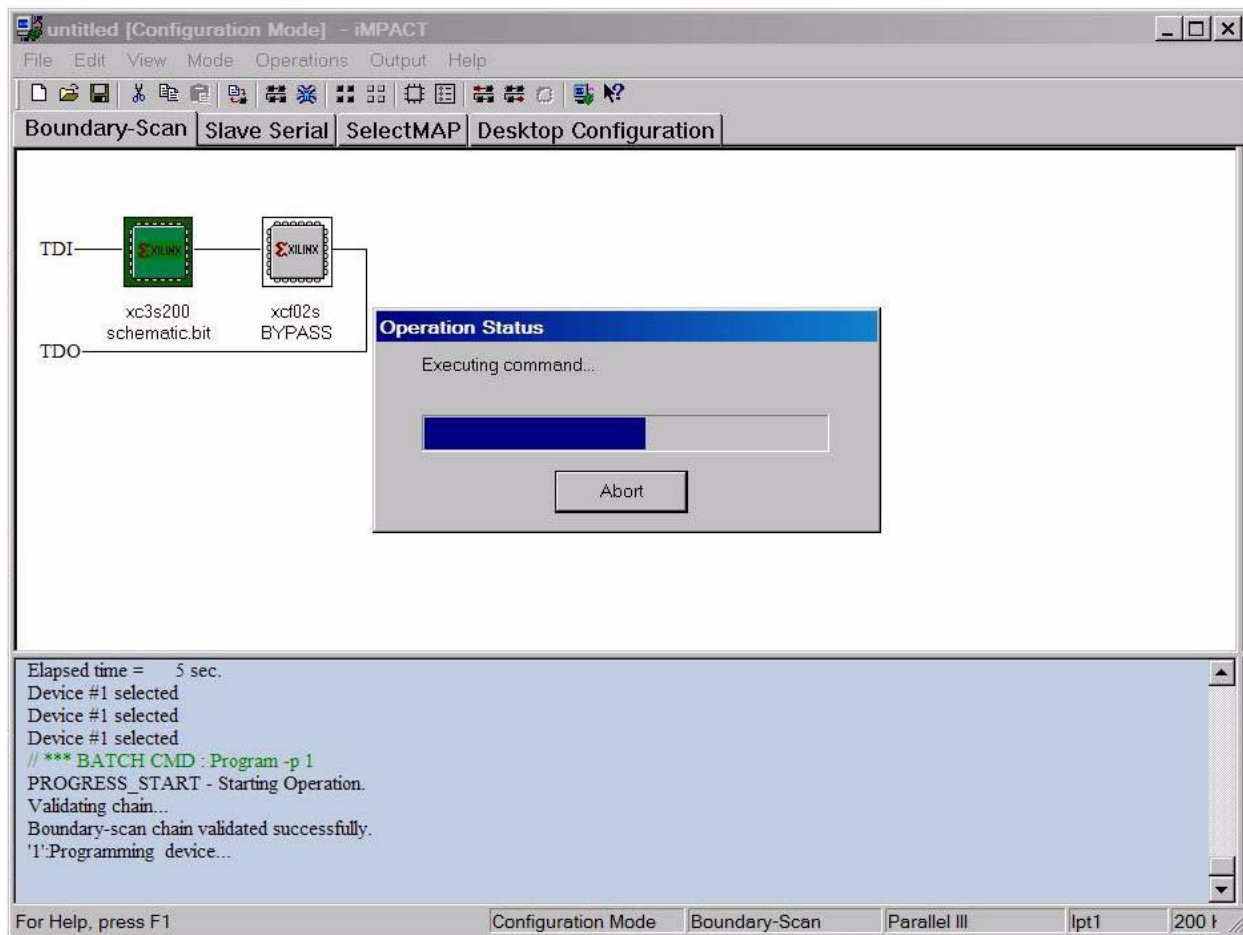 untitled [Configuration Mode] - iMPACT
File Edit View Mode Operations Output Help
Boundary-Scan Slave Serial SelectMAP Desktop Configuration
TDI
XILINX
XILINX
xc3s200
schematic.bit
xcf02s
BYPASS
TDO
Operation Status
Executing command...
Abort
Elapsed time = 5 sec.
Device #1 selected
Device #1 selected
Device #1 selected
// *** BATCH CMD : Program -p 1
PROGRESS_START - Starting Operation.
Validating chain...
Boundary-scan chain validated successfully.
'1':Programming device...
For Help, press F1
Configuration Mode Boundary-Scan Parallel III lpt1 200